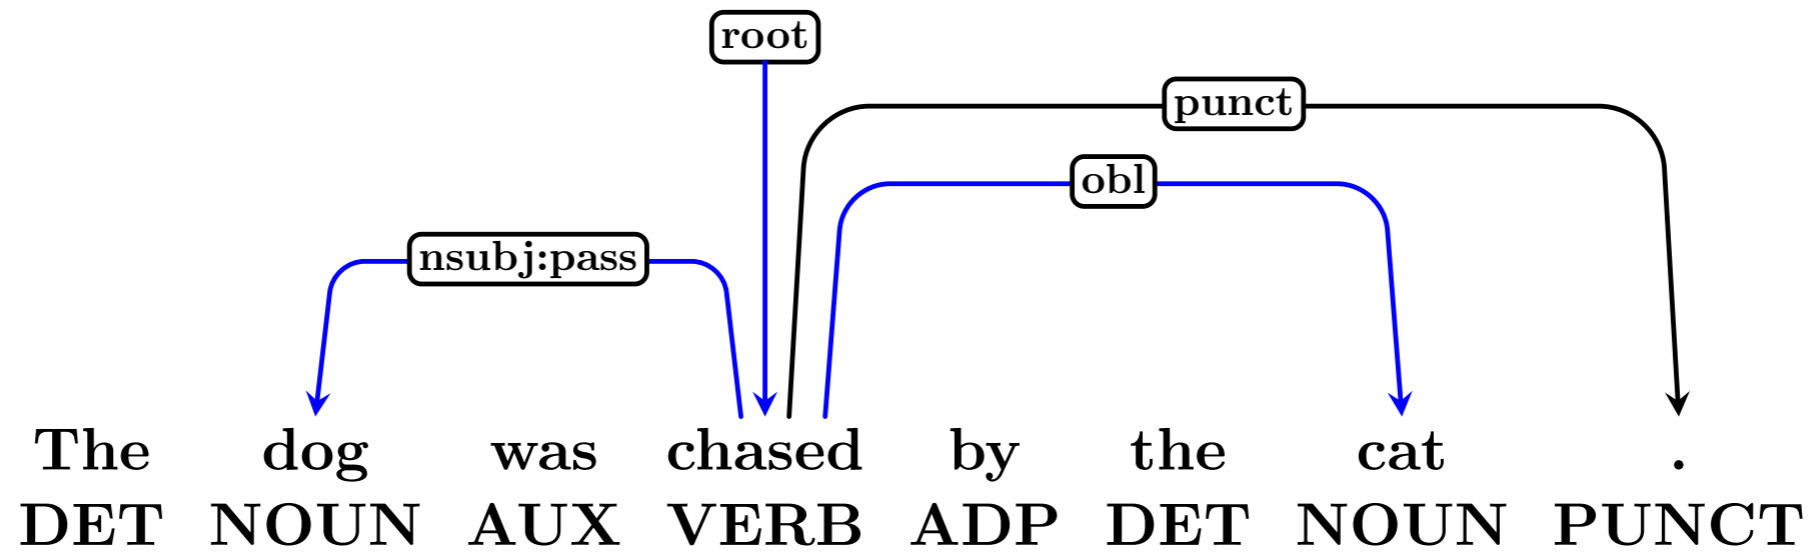 root
punct
obl
nsubj:pass
The dog was chased by the cat .
DET NOUN AUX VERB ADP DET NOUN PUNCT